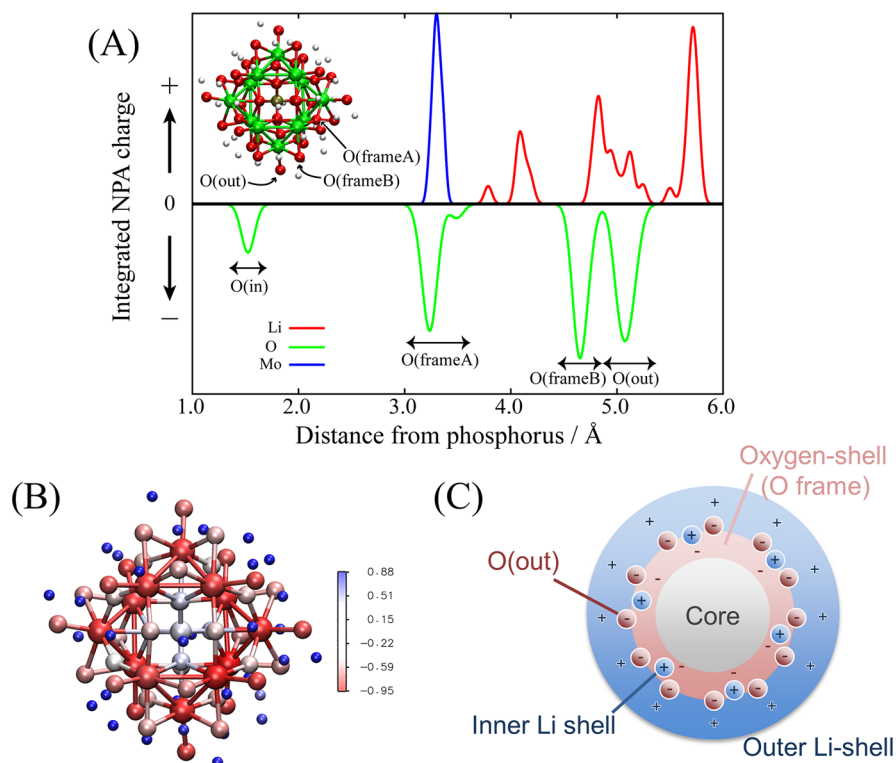 (A)
Integrated NPA charge
+
0
−
O(frameA)
O(frameB)
O(out)
O(in)
Li
O
Mo
O(frameA)
O(frameB)
O(out)
1.0
2.0
3.0
4.0
5.0
6.0
Distance from phosphorus / Å
(B)
0.88
0.51
0.15
-0.22
-0.59
-0.95
(C)
Oxygen-shell
(O frame)
O(out)
Core
Inner Li shell
Outer Li-shell